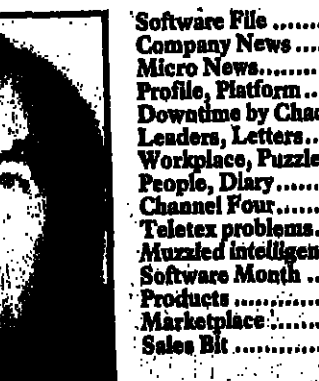 Software File ........
Company News ....
Micro News........
Profile, Platform ..
Downtime by Chad
Leaders, Letters...
Workplace, Puzzle
People, Diary.......
Channel Four.......
Teletex problems.
Muzzled intelligen
Software Month ..
Products ............
Marketplace .......
Sales Bit ............